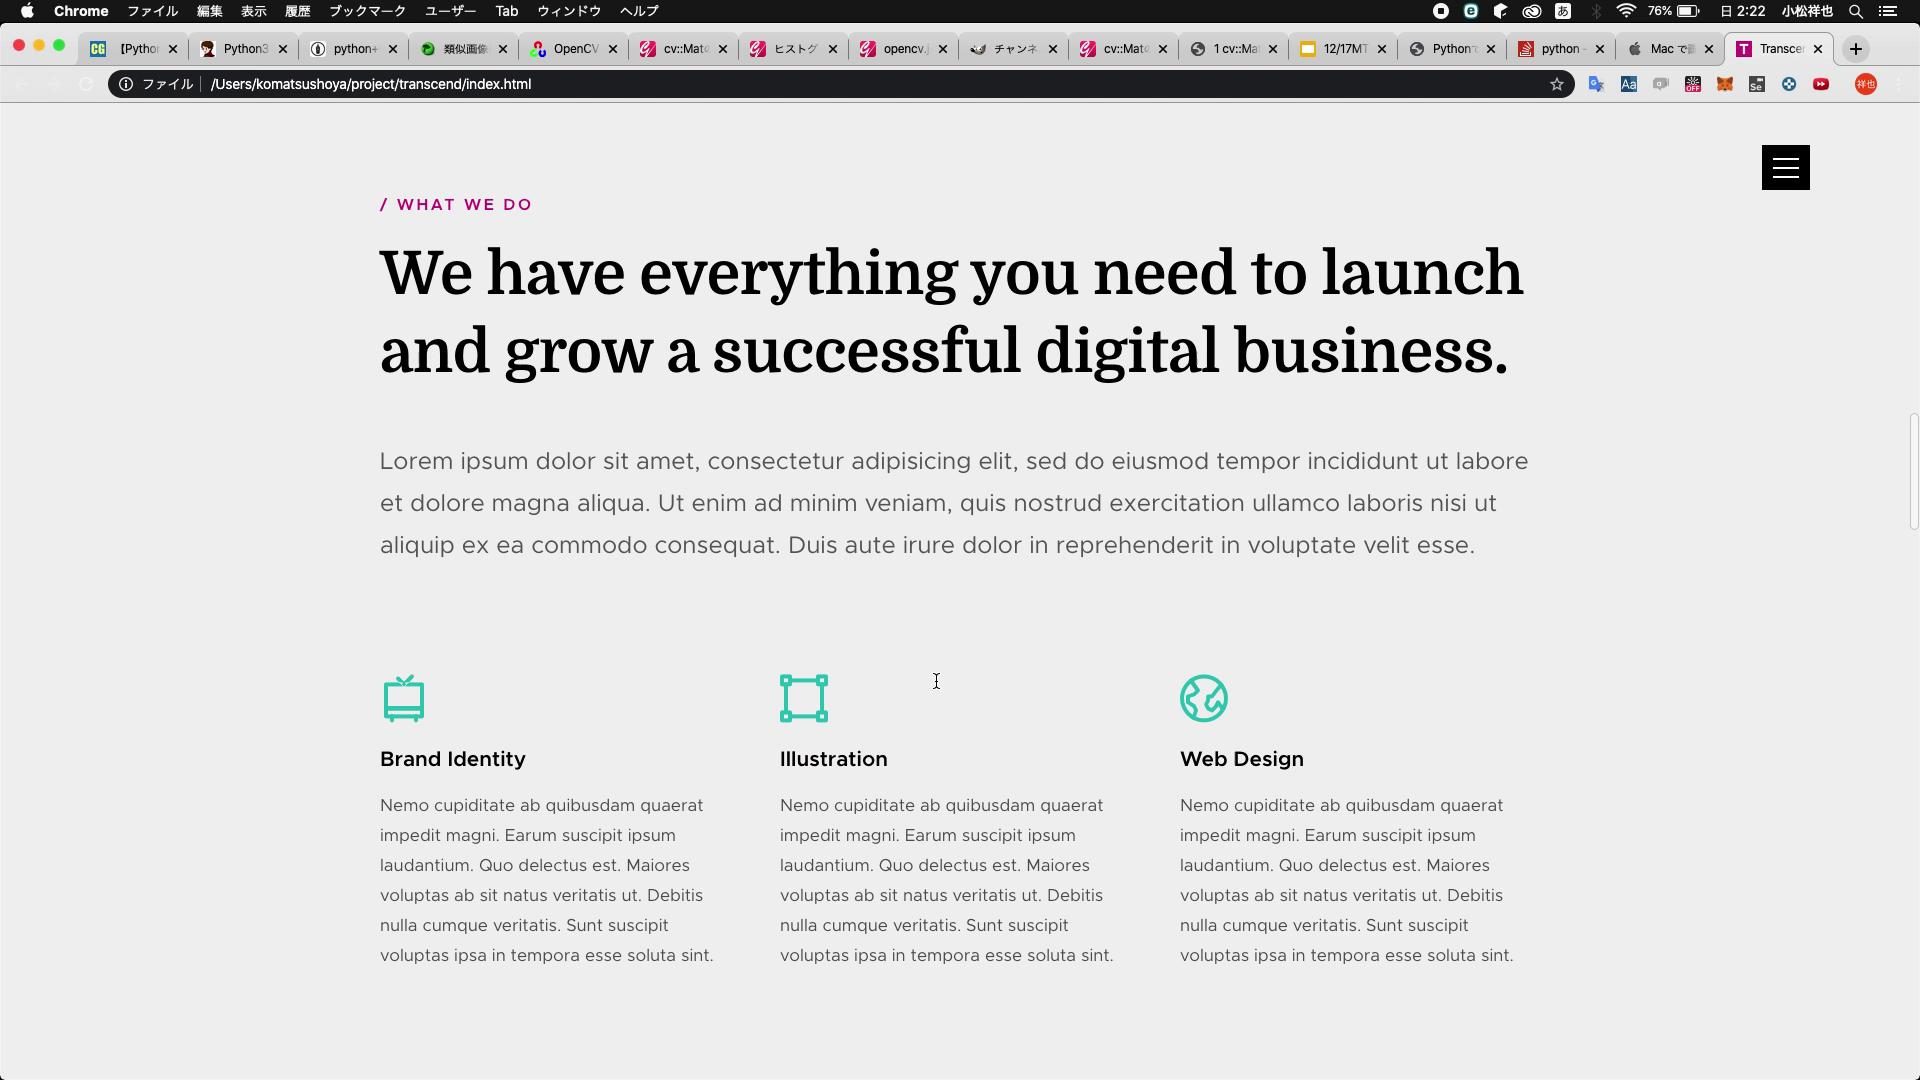 Chrome ファイル 編集 表示 履歴 ブックマーク ユーザー Tab ウィンドウ ヘルプ あ 76% 日 2:22 小松祥也
CG 【Pytho Python3 python+ 類似画像 OpenCV cv::Mat ヒストグ opencv. チャンネ cv::Mat 1 cv::Ma 12/17MT Python python - Mac で T Transce
ファイル /Users/komatsushoya/project/transcend/index.html Aa OFF Se 祥也
/ WHAT WE DO
We have everything you need to launch
and grow a successful digital business.
Lorem ipsum dolor sit amet, consectetur adipisicing elit, sed do eiusmod tempor incididunt ut labore
et dolore magna aliqua. Ut enim ad minim veniam, quis nostrud exercitation ullamco laboris nisi ut
aliquip ex ea commodo consequat. Duis aute irure dolor in reprehenderit in voluptate velit esse.
Brand Identity
Nemo cupiditate ab quibusdam quaerat
impedit magni. Earum suscipit ipsum
laudantium. Quo delectus est. Maiores
voluptas ab sit natus veritatis ut. Debitis
nulla cumque veritatis. Sunt suscipit
voluptas ipsa in tempora esse soluta sint.
Illustration
Nemo cupiditate ab quibusdam quaerat
impedit magni. Earum suscipit ipsum
laudantium. Quo delectus est. Maiores
voluptas ab sit natus veritatis ut. Debitis
nulla cumque veritatis. Sunt suscipit
voluptas ipsa in tempora esse soluta sint.
Web Design
Nemo cupiditate ab quibusdam quaerat
impedit magni. Earum suscipit ipsum
laudantium. Quo delectus est. Maiores
voluptas ab sit natus veritatis ut. Debitis
nulla cumque veritatis. Sunt suscipit
voluptas ipsa in tempora esse soluta sint.